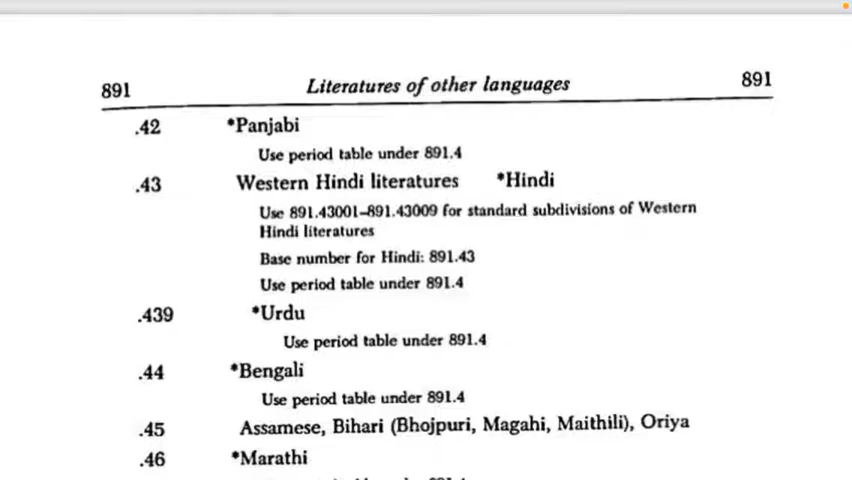 891 Literatures of other languages 891
.42 *Panjabi
Use period table under 891.4
.43 Western Hindi literatures *Hindi
Use 891.43001–891.43009 for standard subdivisions of Western
Hindi literatures
Base number for Hindi: 891.43
Use period table under 891.4
.439 *Urdu
Use period table under 891.4
.44 *Bengali
Use period table under 891.4
.45 Assamese, Bihari (Bhojpuri, Magahi, Maithili), Oriya
.46 *Marathi